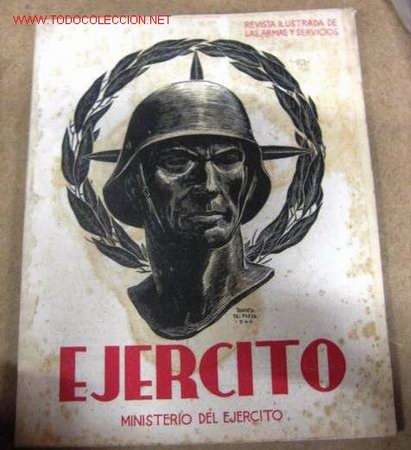 WWW.TODOCOLECCION.NET
REVISTA ILUSTRADA DE
LAS ARMAS Y SERVICIOS
EJERCITO
MINISTERIO DEL EJERCITO